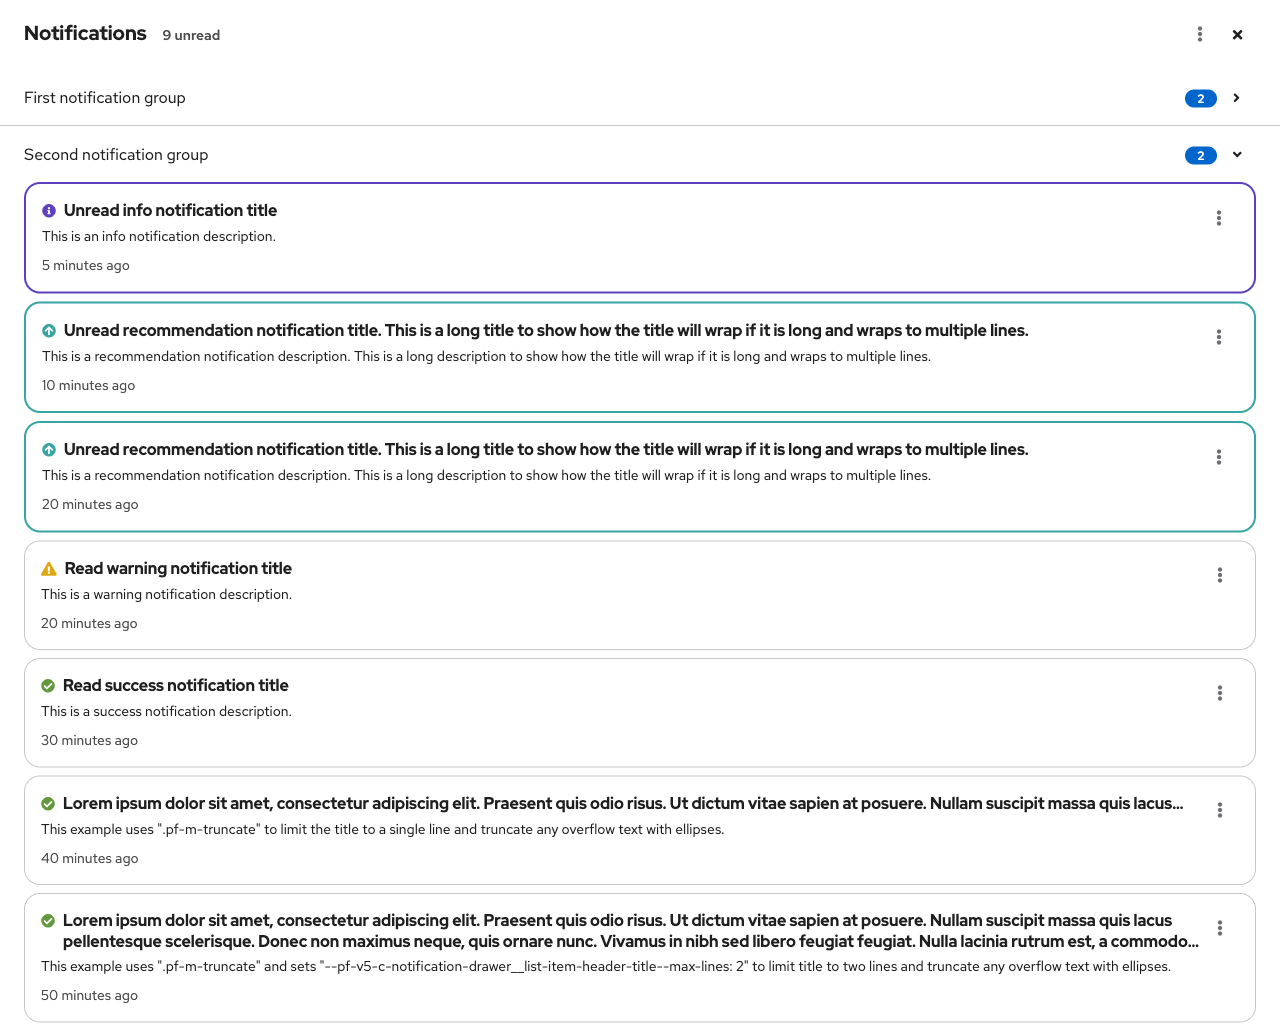 Notifications 9 unread
First notification group 2
Second notification group 2
Unread info notification title
This is an info notification description.
5 minutes ago
Unread recommendation notification title. This is a long title to show how the title will wrap if it is long and wraps to multiple lines.
This is a recommendation notification description. This is a long description to show how the title will wrap if it is long and wraps to multiple lines.
10 minutes ago
Unread recommendation notification title. This is a long title to show how the title will wrap if it is long and wraps to multiple lines.
This is a recommendation notification description. This is a long description to show how the title will wrap if it is long and wraps to multiple lines.
20 minutes ago
Read warning notification title
This is a warning notification description.
20 minutes ago
Read success notification title
This is a success notification description.
30 minutes ago
Lorem ipsum dolor sit amet, consectetur adipiscing elit. Praesent quis odio risus. Ut dictum vitae sapien at posuere. Nullam suscipit massa quis lacus...
This example uses ".pf-m-truncate" to limit the title to a single line and truncate any overflow text with ellipses.
40 minutes ago
Lorem ipsum dolor sit amet, consectetur adipiscing elit. Praesent quis odio risus. Ut dictum vitae sapien at posuere. Nullam suscipit massa quis lacus
pellentesque scelerisque. Donec non maximus neque, quis ornare nunc. Vivamus in nibh sed libero feugiat feugiat. Nulla lacinia rutrum est, a commodo...
This example uses ".pf-m-truncate" and sets "--pf-v5-c-notification-drawer__list-item-header-title--max-lines: 2" to limit title to two lines and truncate any overflow text with ellipses.
50 minutes ago